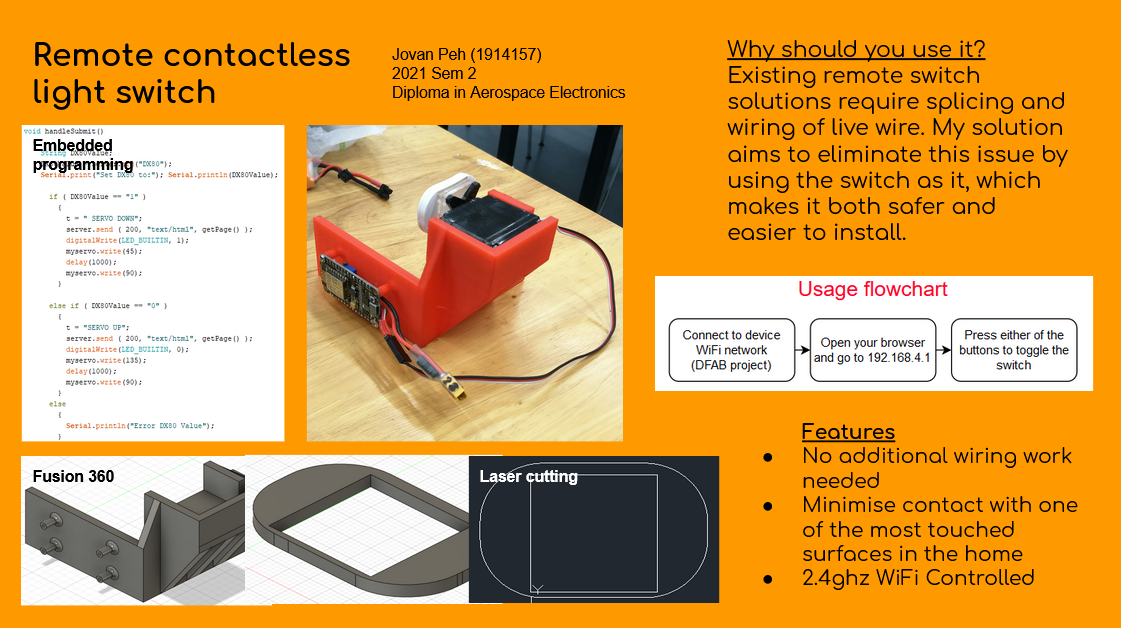 Remote contactless
light switch
Jovan Peh (1914157)
2021 Sem 2
Diploma in Aerospace Electronics
Why should you use it?
Existing remote switch
solutions require splicing and
wiring of live wire. My solution
aims to eliminate this issue by
using the switch as it, which
makes it both safer and
easier to install.
void handleSubmit()
Embedded
programming
String DX80Value;
("DX80");
Serial.print("Set DX80 to:"); Serial.println(DX80Value);
if ( DX80Value == "1" )
{
t = " SERVO DOWN";
server.send ( 200, "text/html", getPage() );
digitalWrite(LED_BUILTIN, 1);
myservo.write(45);
delay(1000);
myservo.write(90);
}
else if ( DX80Value == "0" )
{
t = "SERVO UP";
server.send ( 200, "text/html", getPage() );
digitalWrite(LED_BUILTIN, 0);
myservo.write(135);
delay(1000);
myservo.write(90);
}
else
{
Serial.println("Error DX80 Value");
}
Usage flowchart
Connect to device
WiFi network
(DFAB project)
Open your browser
and go to 192.168.4.1
Press either of the
buttons to toggle the
switch
Fusion 360
Laser cutting
Y
Features
● No additional wiring work
needed
● Minimise contact with one
of the most touched
surfaces in the home
● 2.4ghz WiFi Controlled